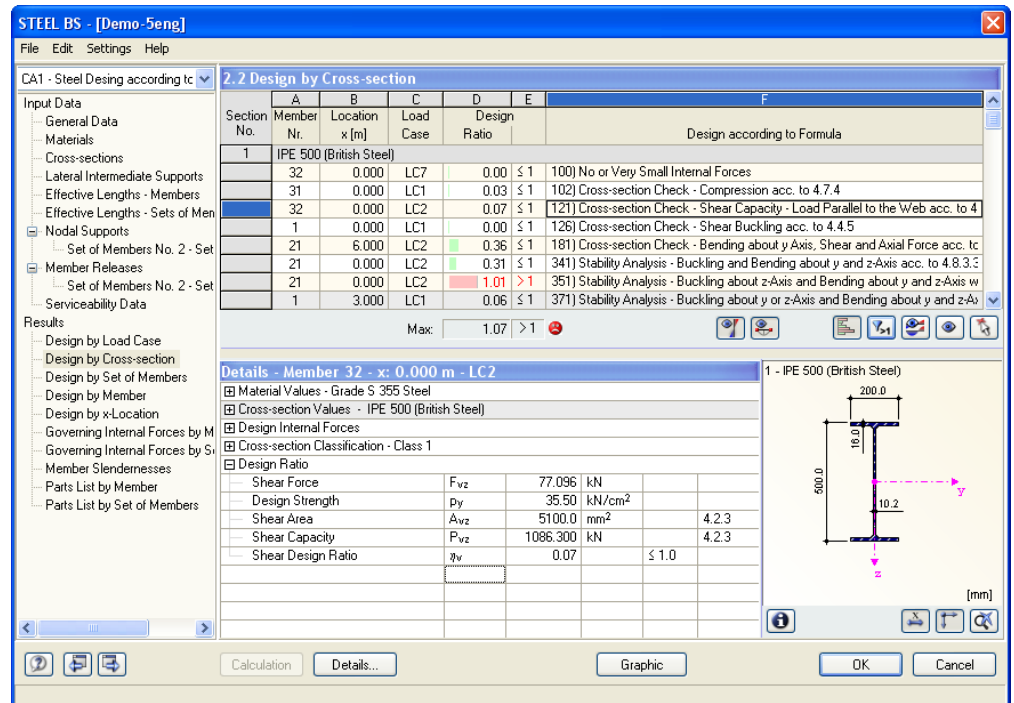 STEEL BS - [Demo-5eng]
File Edit Settings Help
CA1 - Steel Desing according tc
Input Data
General Data
Materials
Cross-sections
Lateral Intermediate Supports
Effective Lengths - Members
Effective Lengths - Sets of Men
Nodal Supports
Set of Members No. 2 - Set
Member Releases
Set of Members No. 2 - Set
Serviceability Data
Results
Design by Load Case
Design by Cross-section
Design by Set of Members
Design by Member
Design by x-Location
Governing Internal Forces by M
Governing Internal Forces by S
Member Slendernesses
Parts List by Member
Parts List by Set of Members
2.2 Design by Cross-section
A B C D E F
Section Member Location Load Design
No. Nr. x [m] Case Ratio Design according to Formula
1 IPE 500 (British Steel)
32 0.000 LC7 0.00 ≤ 1 100) No or Very Small Internal Forces
31 0.000 LC1 0.03 ≤ 1 102) Cross-section Check - Compression acc. to 4.7.4
32 0.000 LC2 0.07 ≤ 1 121) Cross-section Check - Shear Capacity - Load Parallel to the Web acc. to 4
1 0.000 LC1 0.00 ≤ 1 126) Cross-section Check - Shear Buckling acc. to 4.4.5
21 6.000 LC2 0.36 ≤ 1 181) Cross-section Check - Bending about y Axis, Shear and Axial Force acc. tc
21 0.000 LC2 0.31 ≤ 1 341) Stability Analysis - Buckling and Bending about y and z-Axis acc. to 4.8.3.3
21 0.000 LC2 1.01 > 1 351) Stability Analysis - Buckling about z-Axis and Bending about y and z-Axis w
1 3.000 LC1 0.06 ≤ 1 371) Stability Analysis - Buckling about y or z-Axis and Bending about y and z-A
Max: 1.07 > 1
Details - Member 32 - x: 0.000 m - LC2
Material Values - Grade S 355 Steel
Cross-section Values - IPE 500 (British Steel)
Design Internal Forces
Cross-section Classification - Class 1
Design Ratio
Shear Force Fvz 77.096 kN
Design Strength py 35.50 kN/cm²
Shear Area Avz 5100.0 mm² 4.2.3
Shear Capacity Pvz 1086.300 kN 4.2.3
Shear Design Ratio ηv 0.07 ≤ 1.0
1 - IPE 500 (British Steel)
200.0
16.0
500.0
y
10.2
z
[mm]
Calculation Details... Graphic OK Cancel